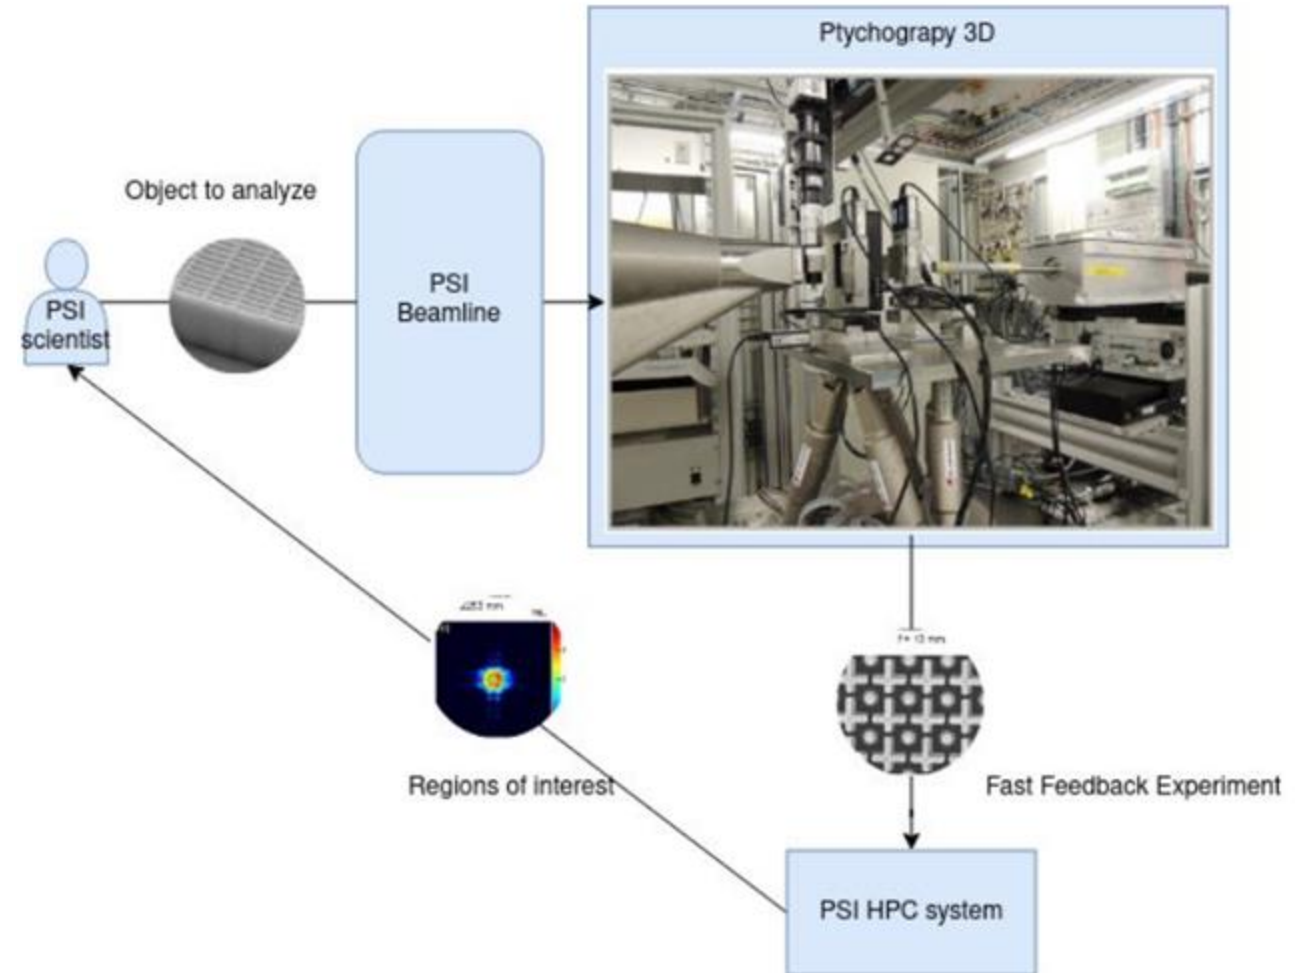 Ptychograpy 3D
Object to analyze
PSI
scientist
PSI
Beamline
Regions of interest
Fast Feedback Experiment
PSI HPC system